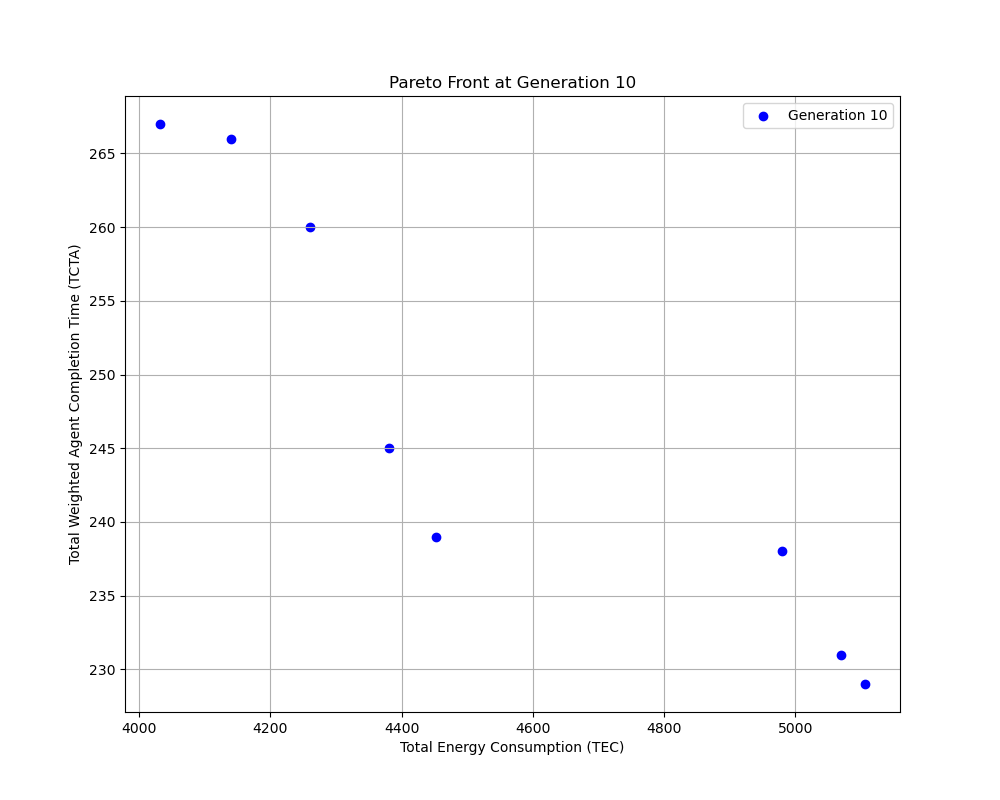 Pareto Front at Generation 10
Generation 10
Total Weighted Agent Completion Time (TCTA)
265
260
255
250
245
240
235
230
4000 4200 4400 4600 4800 5000
Total Energy Consumption (TEC)